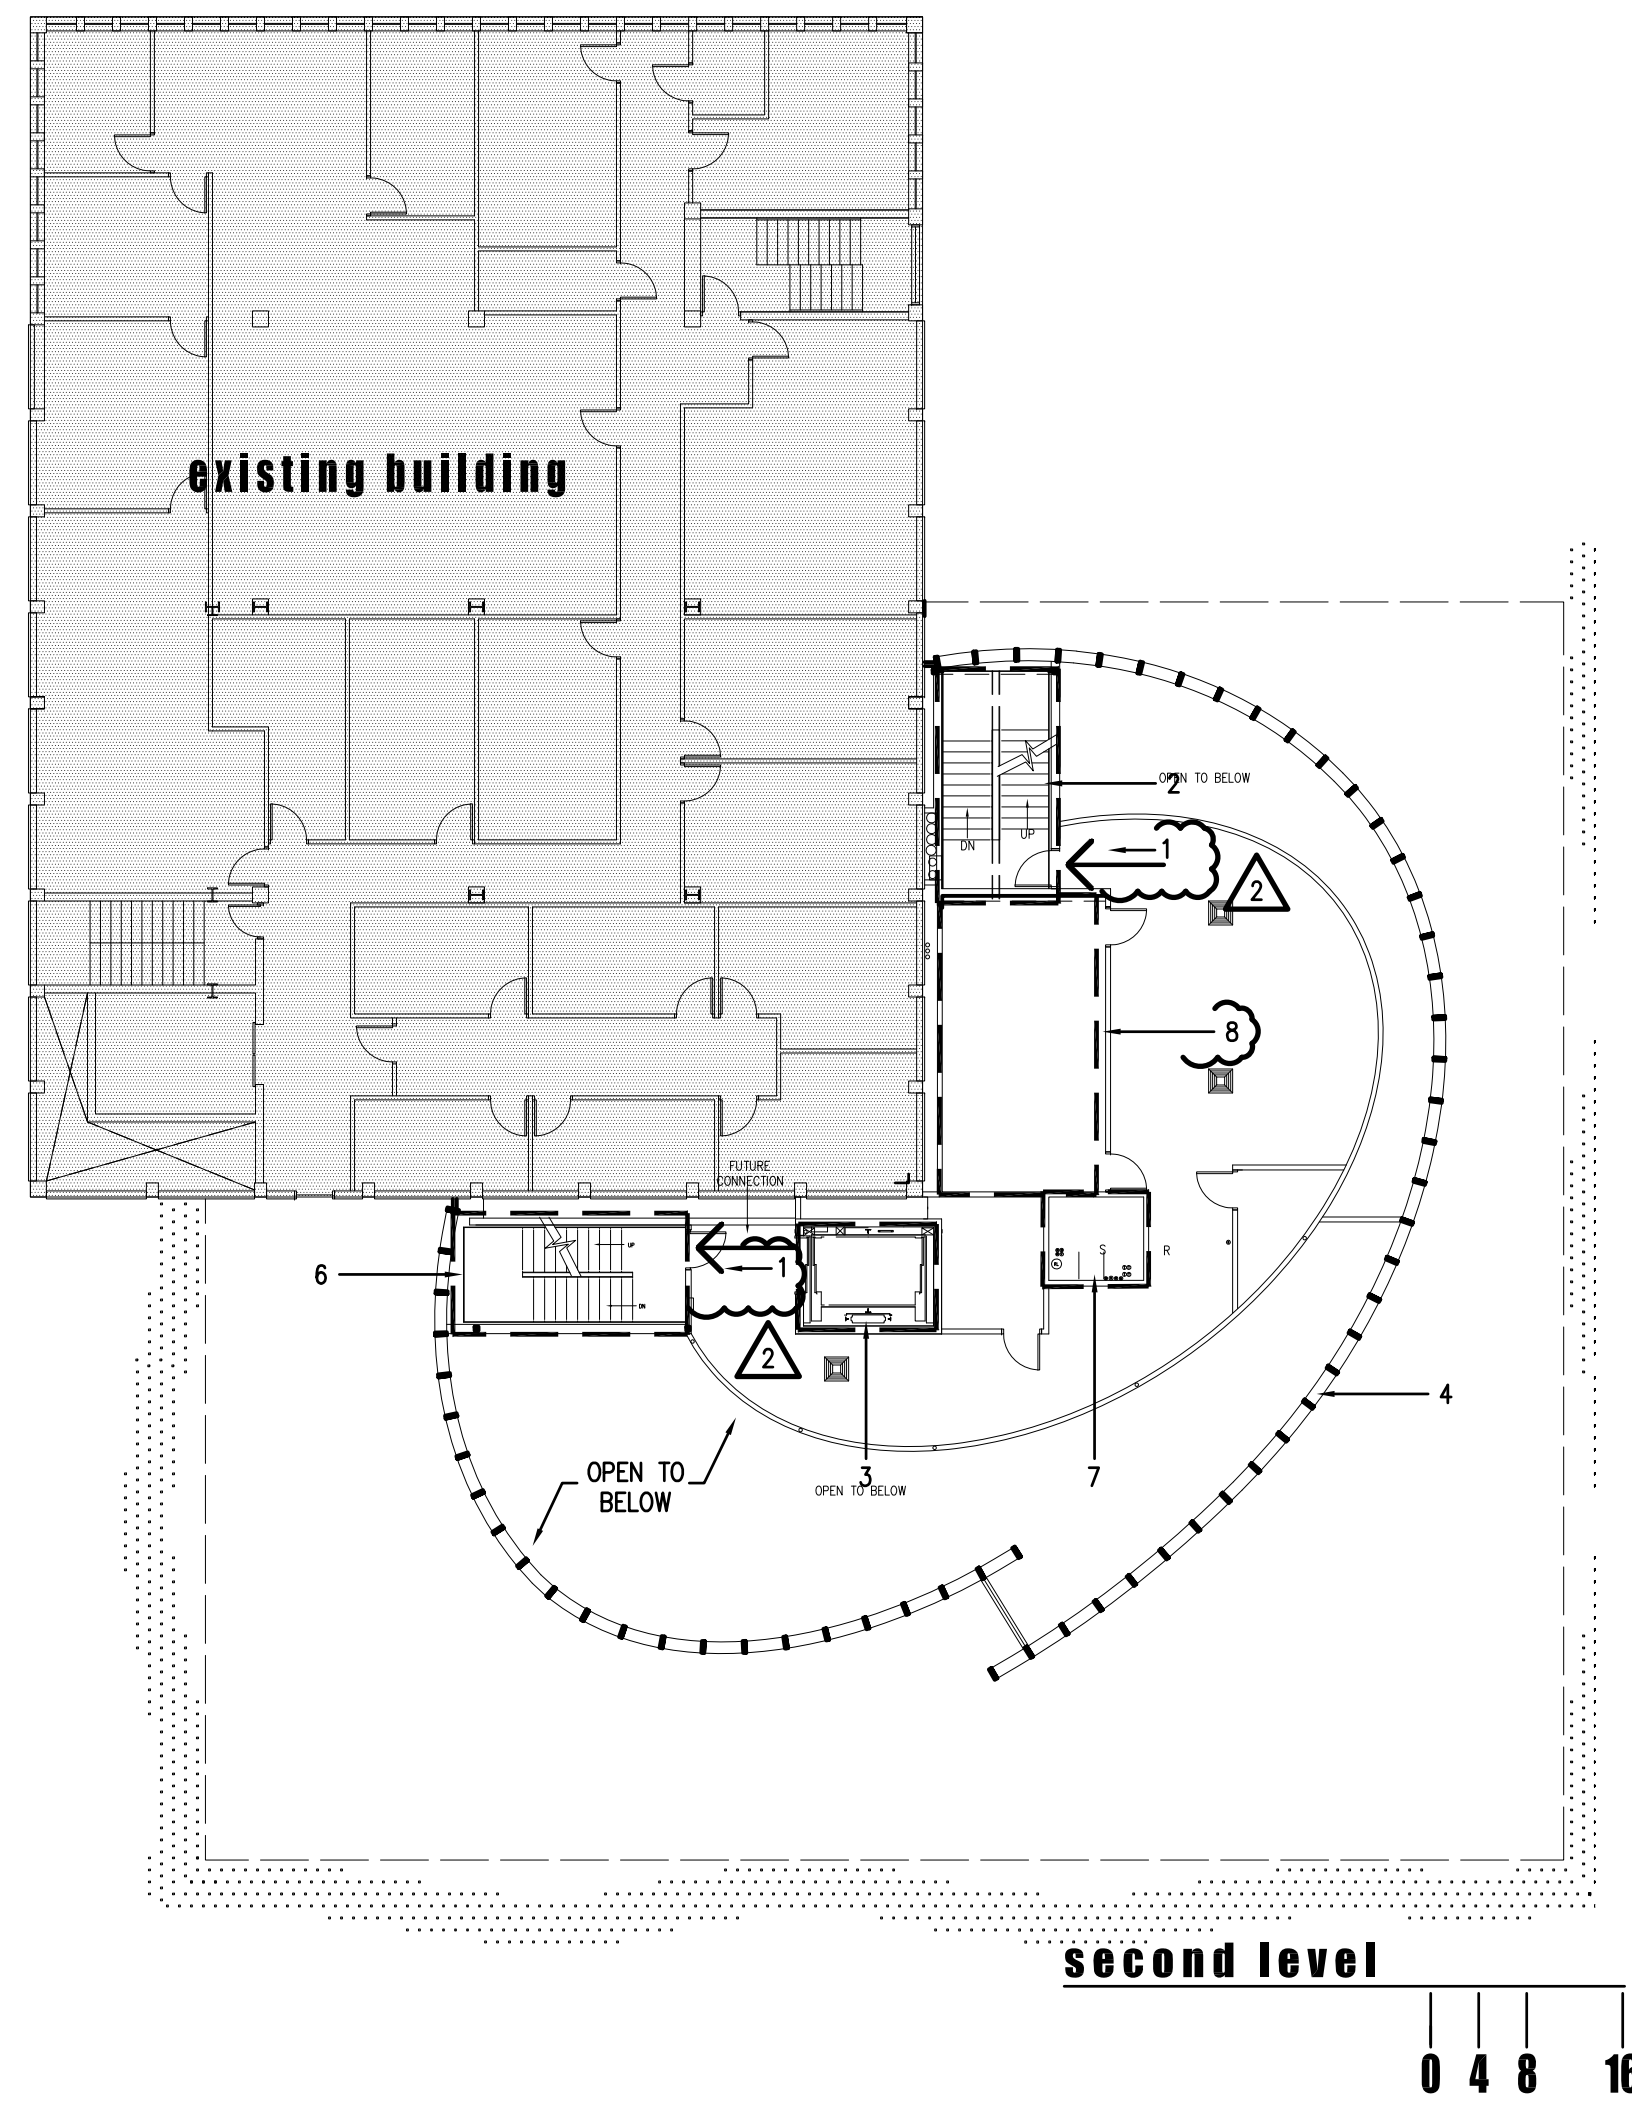 existing building
OPEN TO BELOW
2
UP
DN
1
2
8
FUTURE
CONNECTION
UP
6
1
S
R
DN
2
4
OPEN TO
BELOW
3
7
OPEN TO BELOW
second level
0 4 8 16